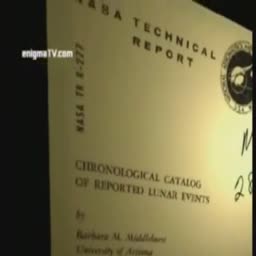 enigmaTV.com
NASA TECHNICAL
REPORT
NASA TR R-277
CHRONOLOGICAL CATALOG
OF REPORTED LUNAR EVENTS
by
Barbara M. Middlehurst
University of Arizona